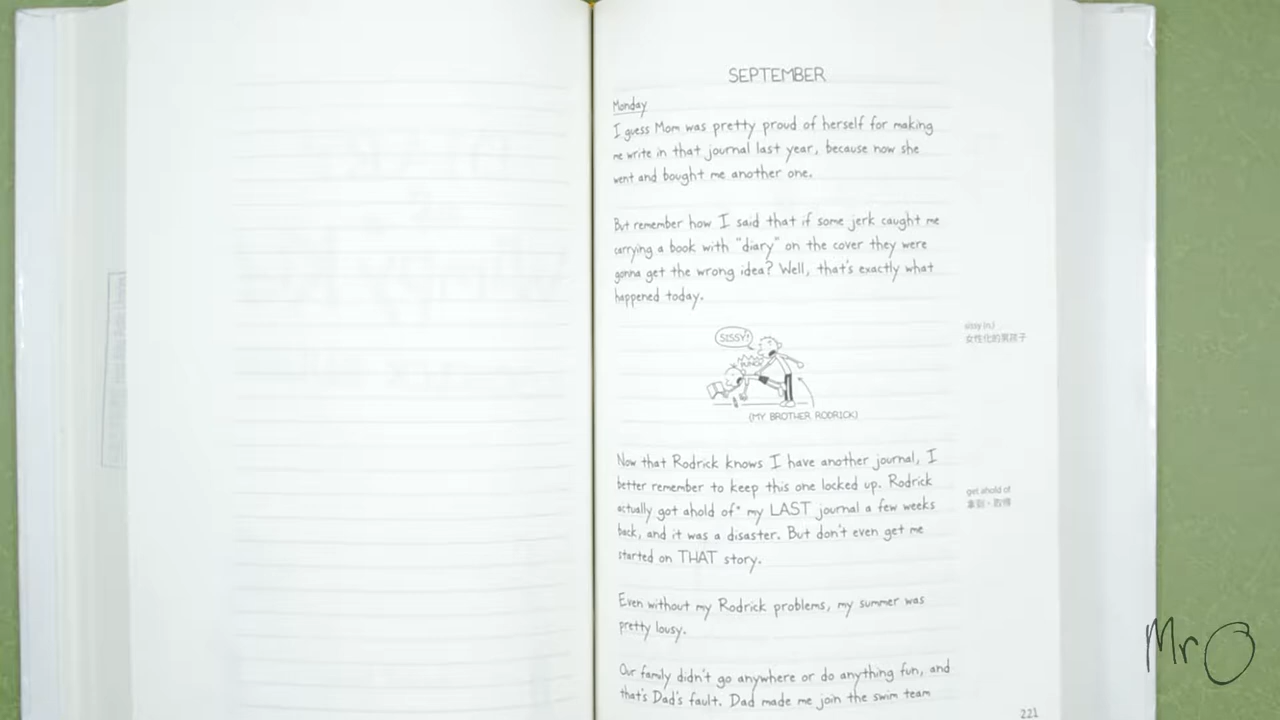 SEPTEMBER
Monday
I guess Mom was pretty proud of herself for making
me write in that journal last year, because now she
went and bought me another one.
But remember how I said that if some jerk caught me
carrying a book with "diary" on the cover they were
gonna get the wrong idea? Well, that's exactly what
happened today.
SISSY!
(MY BROTHER RODRICK)
sissy (n.)
女性化的男孩子
Now that Rodrick knows I have another journal, I
better remember to keep this one locked up. Rodrick
actually got ahold of* my LAST journal a few weeks
back, and it was a disaster. But don't even get me
started on THAT story.
get ahold of
拿到、取得
Even without my Rodrick problems, my summer was
pretty lousy.
Our family didn't go anywhere or do anything fun, and
that's Dad's fault. Dad made me join the swim team
221
Mr O